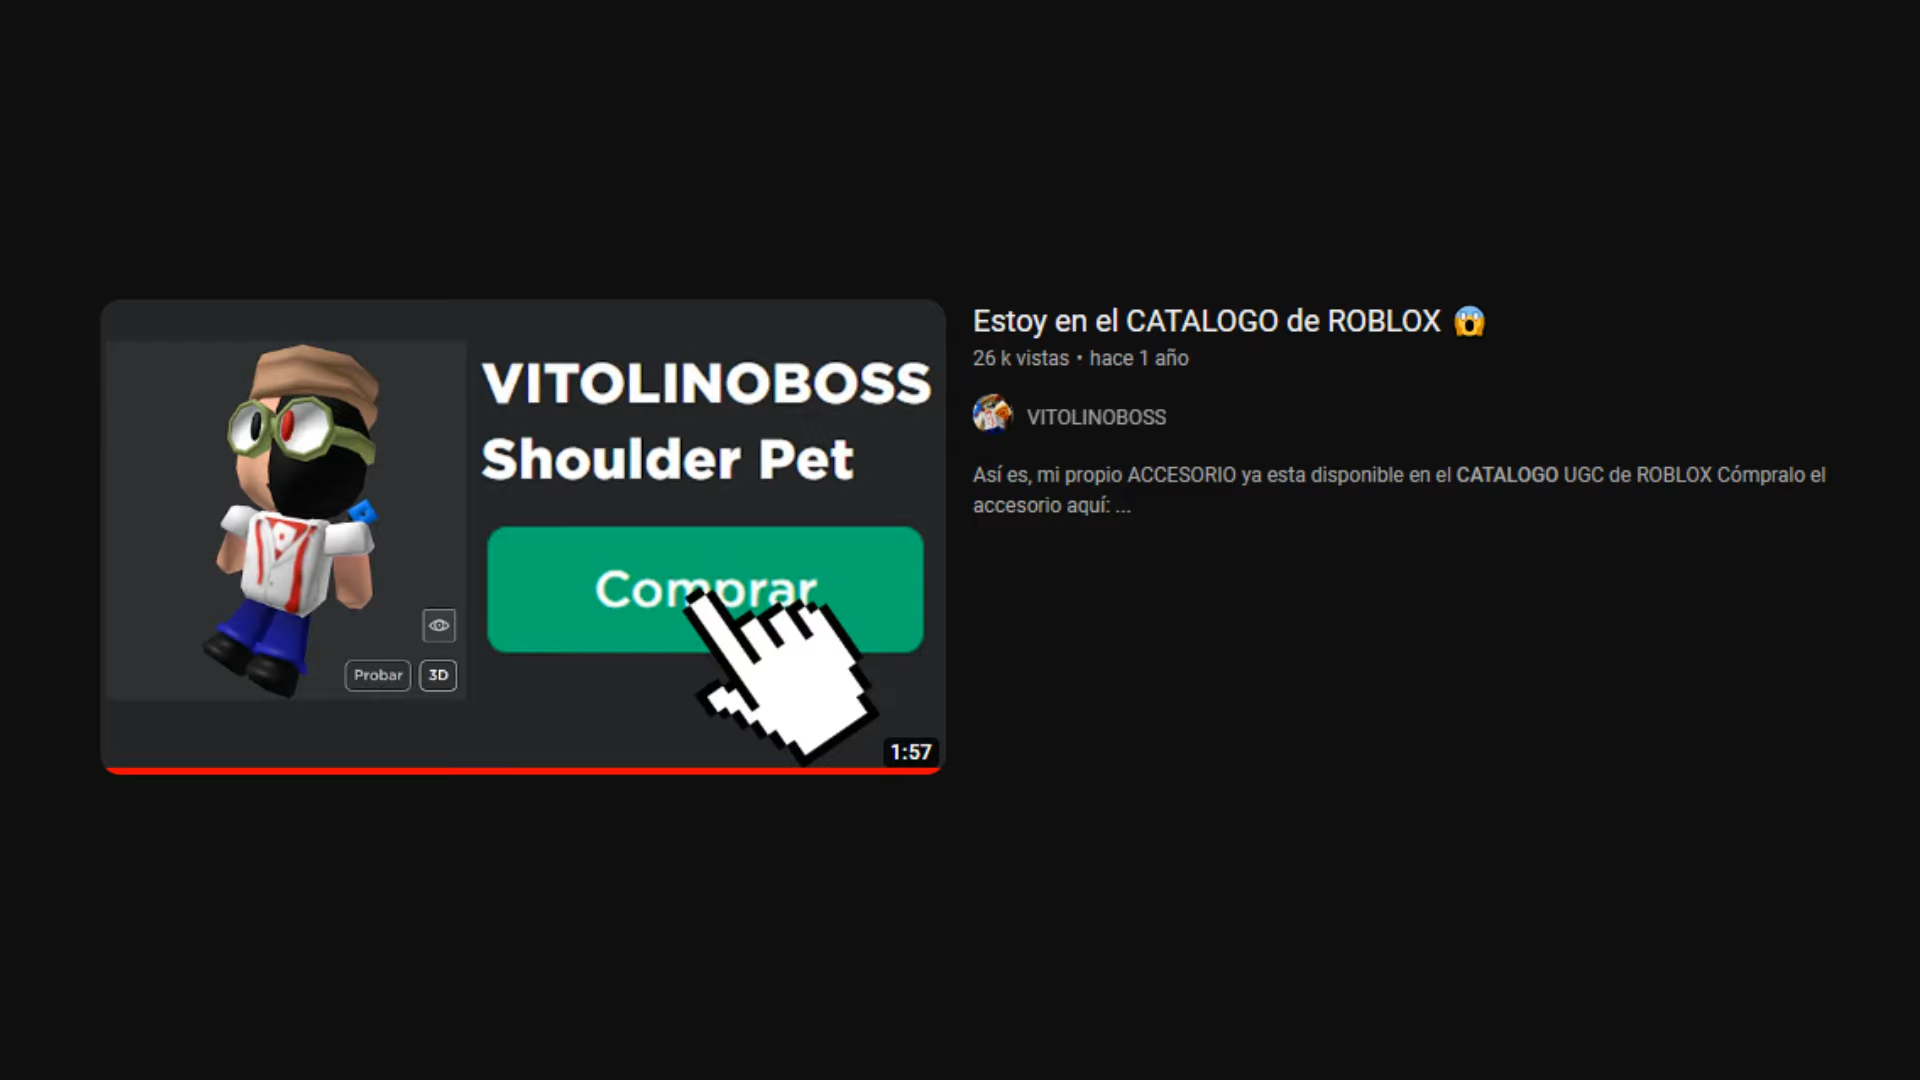 VITOLINOBOSS
Shoulder Pet
Comprar
Probar
3D
1:57
Estoy en el CATALOGO de ROBLOX 😱
26 k vistas • hace 1 año
VITOLINOBOSS
Así es, mi propio ACCESORIO ya esta disponible en el CATALOGO UGC de ROBLOX Cómpralo el
accesorio aquí: ...